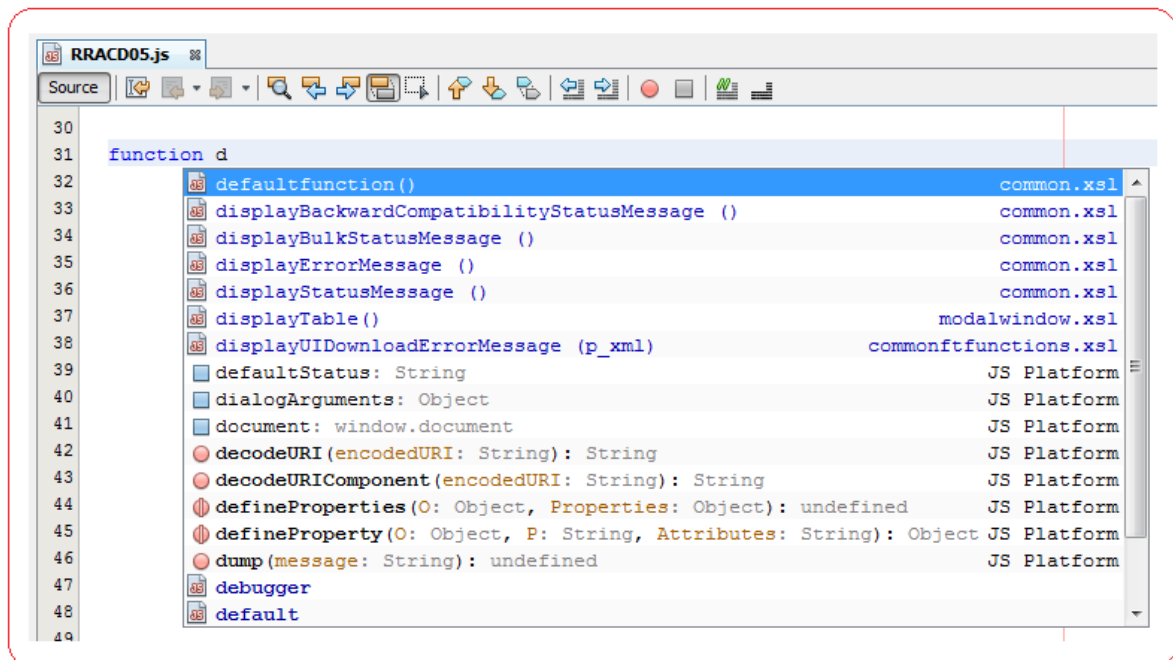 RRACD05.js
Source
30
31 function d
32 defaultfunction() common.xsl
33 displayBackwardCompatibilityStatusMessage () common.xsl
34 displayBulkStatusMessage () common.xsl
35 displayErrorMessage () common.xsl
36 displayStatusMessage () common.xsl
37 displayTable() modalwindow.xsl
38 displayUIDownloadErrorMessage (p_xml) commonftfunctions.xsl
39 defaultStatus: String JS Platform
40 dialogArguments: Object JS Platform
41 document: window.document JS Platform
42 decodeURI(encodedURI: String): String JS Platform
43 decodeURIComponent(encodedURI: String): String JS Platform
44 defineProperties(O: Object, Properties: Object): undefined JS Platform
45 defineProperty(O: Object, P: String, Attributes: String): Object JS Platform
46 dump(message: String): undefined JS Platform
47 debugger
48 default
49